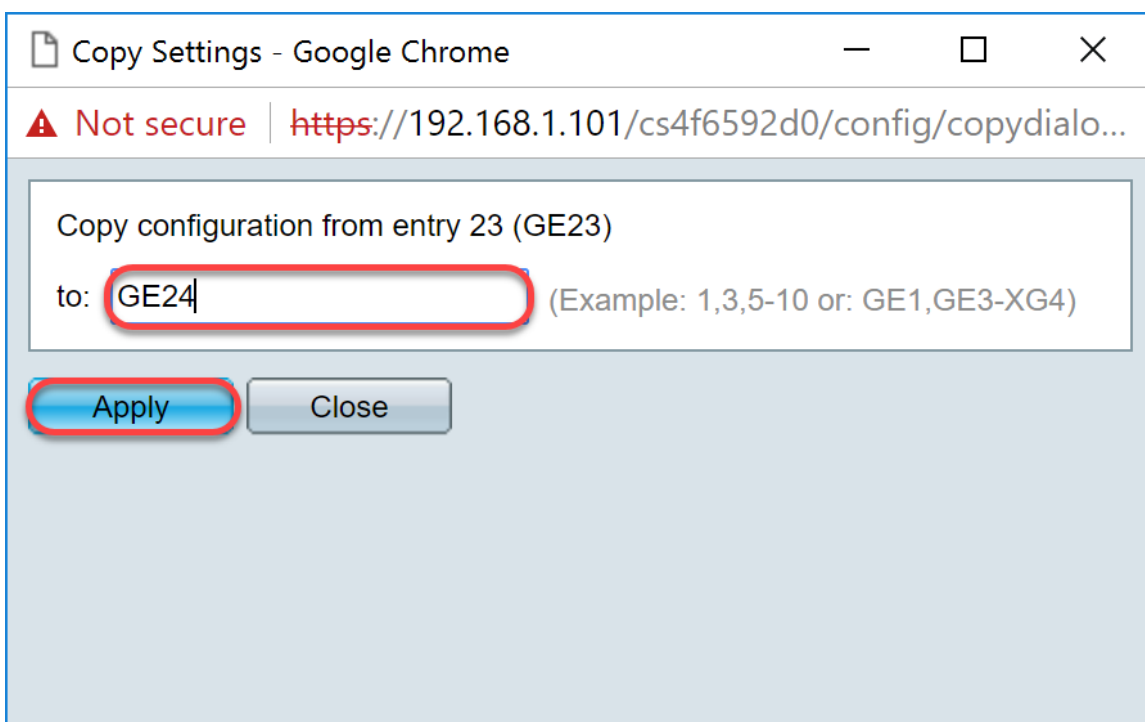 Copy Settings - Google Chrome
Not secure https://192.168.1.101/cs4f6592d0/config/copydialo...
Copy configuration from entry 23 (GE23)
to: GE24 (Example: 1,3,5-10 or: GE1,GE3-XG4)
Apply Close